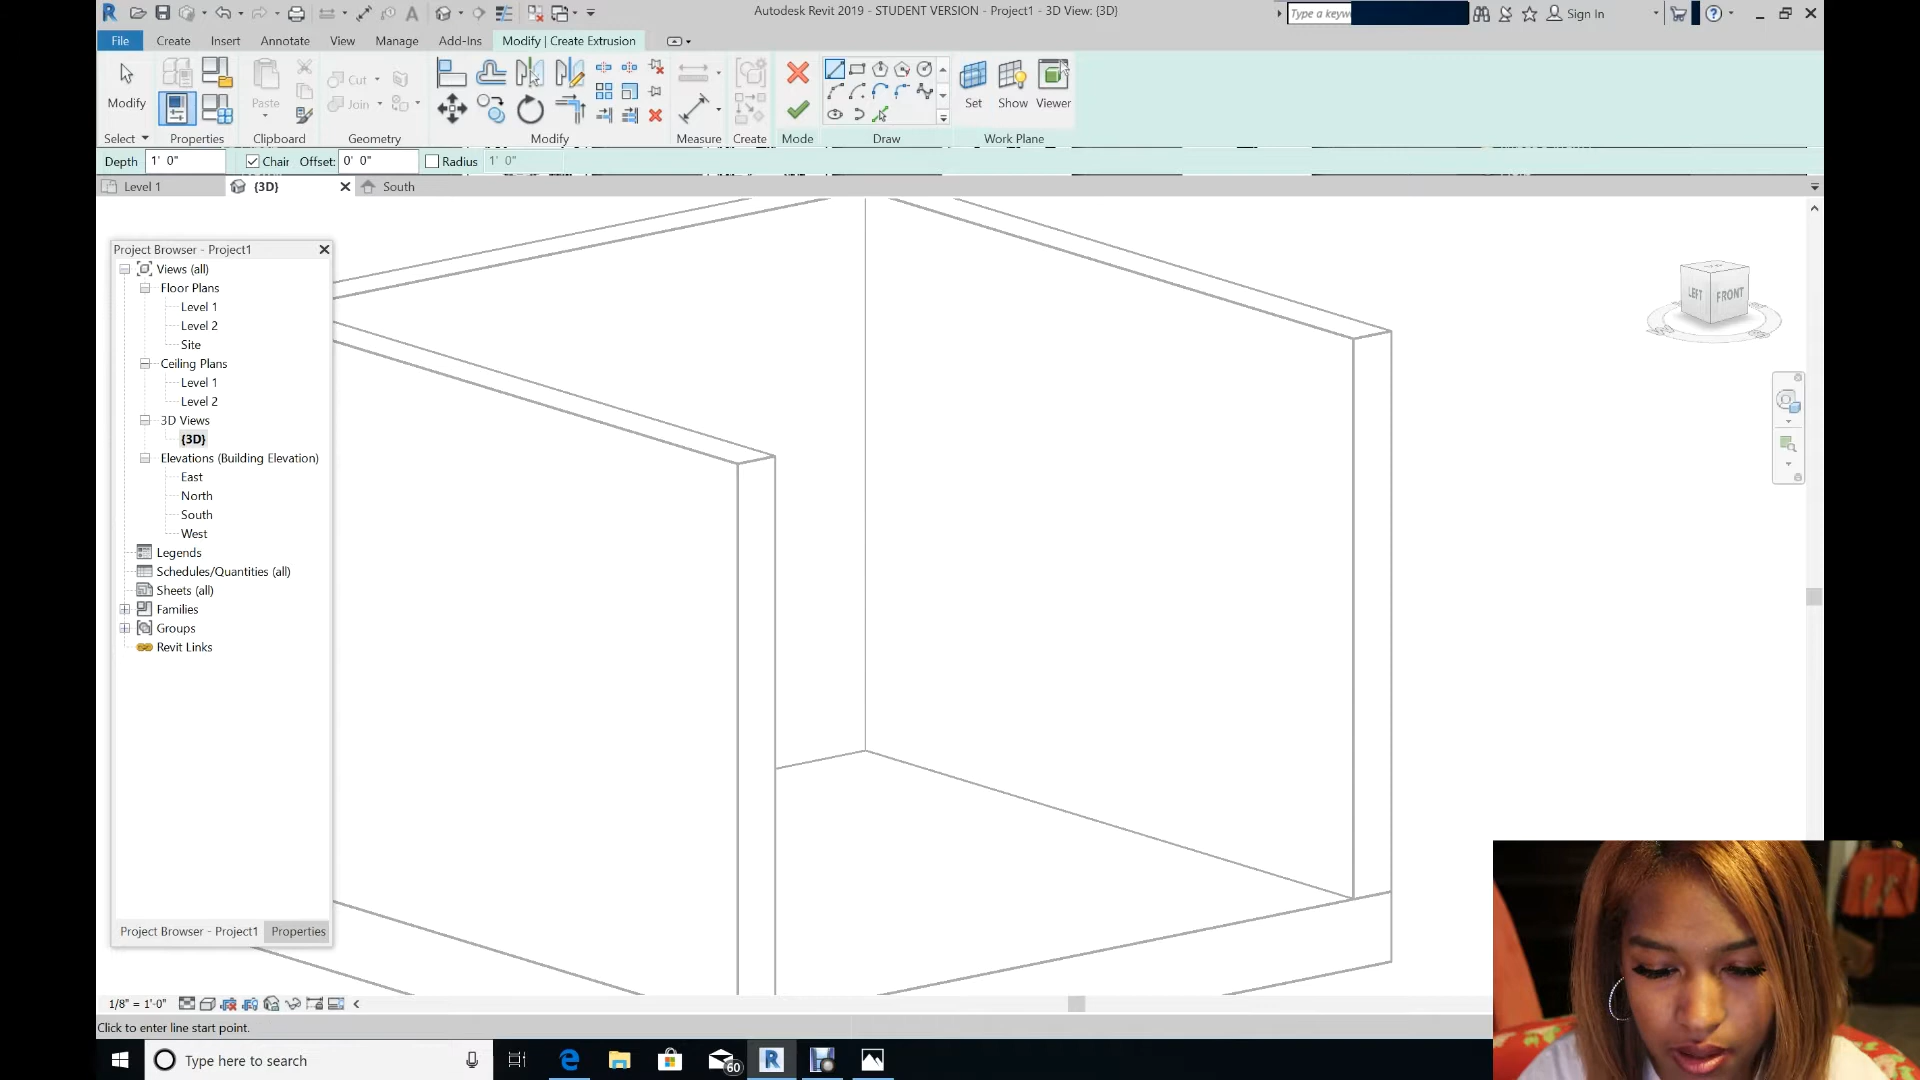 Autodesk Revit 2019 - STUDENT VERSION - Project1 - 3D View: {3D}
Type a keyw
Sign In
File Create Insert Annotate View Manage Add-Ins Modify | Create Extrusion
Modify
Paste
Cut
Join
Set Show Viewer
Select Properties Clipboard Geometry Modify Measure Create Mode Draw Work Plane
Depth 1' 0" Chair Offset: 0' 0" Radius 1' 0"
Level 1 {3D} South
Project Browser - Project1
Views (all)
Floor Plans
Level 1
Level 2
Site
Ceiling Plans
Level 1
Level 2
3D Views
{3D}
Elevations (Building Elevation)
East
North
South
West
Legends
Schedules/Quantities (all)
Sheets (all)
Families
Groups
Revit Links
Project Browser - Project1 Properties
LEFT FRONT
1/8" = 1'-0"
Click to enter line start point.
Type here to search
60